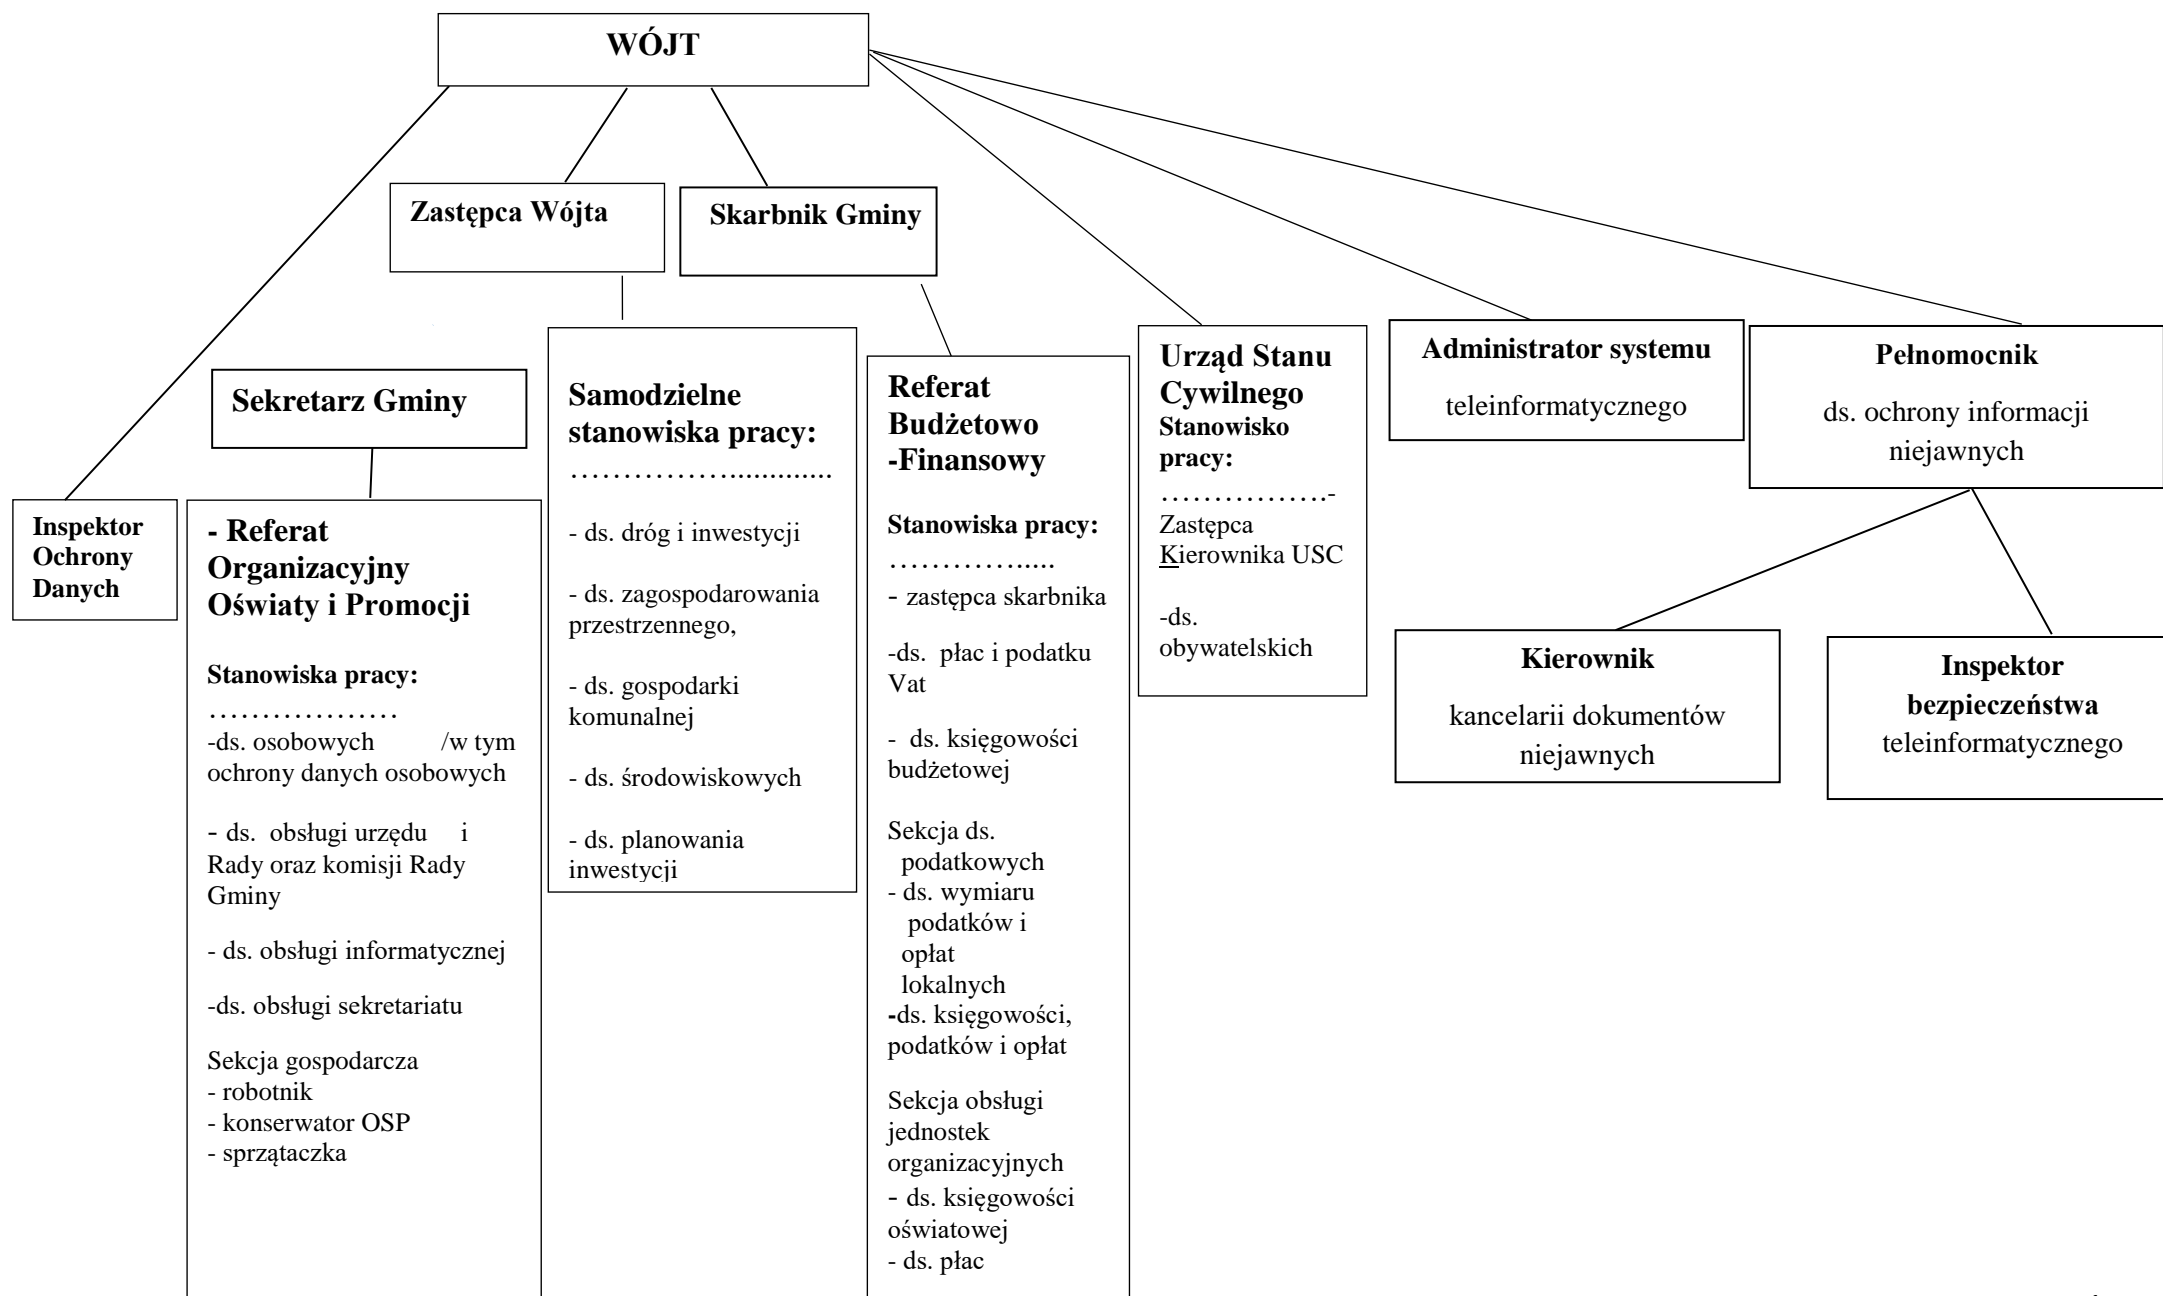 WÓJT
Zastępca Wójta
Skarbnik Gminy
Sekretarz Gminy
Inspektor
Ochrony
Danych
- Referat
Organizacyjny
Oświaty i Promocji
Stanowiska pracy:
………………
-ds. osobowych /w tym
ochrony danych osobowych
- ds. obsługi urzędu i
Rady oraz komisji Rady
Gminy
- ds. obsługi informatycznej
-ds. obsługi sekretariatu
Sekcja gospodarcza
- robotnik
- konserwator OSP
- sprzątaczka
Samodzielne
stanowiska pracy:
……………..............
- ds. dróg i inwestycji
- ds. zagospodarowania
przestrzennego,
- ds. gospodarki
komunalnej
- ds. środowiskowych
- ds. planowania
inwestycji
Referat
Budżetowo
-Finansowy
Stanowiska pracy:
………….....
- zastępca skarbnika
-ds. płac i podatku
Vat
- ds. księgowości
budżetowej
Sekcja ds.
podatkowych
- ds. wymiaru
podatków i
opłat
lokalnych
-ds. księgowości,
podatków i opłat
Sekcja obsługi
jednostek
organizacyjnych
- ds. księgowości
oświatowej
- ds. płac
Urząd Stanu
Cywilnego
Stanowisko
pracy:
…………….-
Zastępca
Kierownika USC
-ds.
obywatelskich
Administrator systemu
teleinformatycznego
Pełnomocnik
ds. ochrony informacji
niejawnych
Kierownik
kancelarii dokumentów
niejawnych
Inspektor
bezpieczeństwa
teleinformatycznego